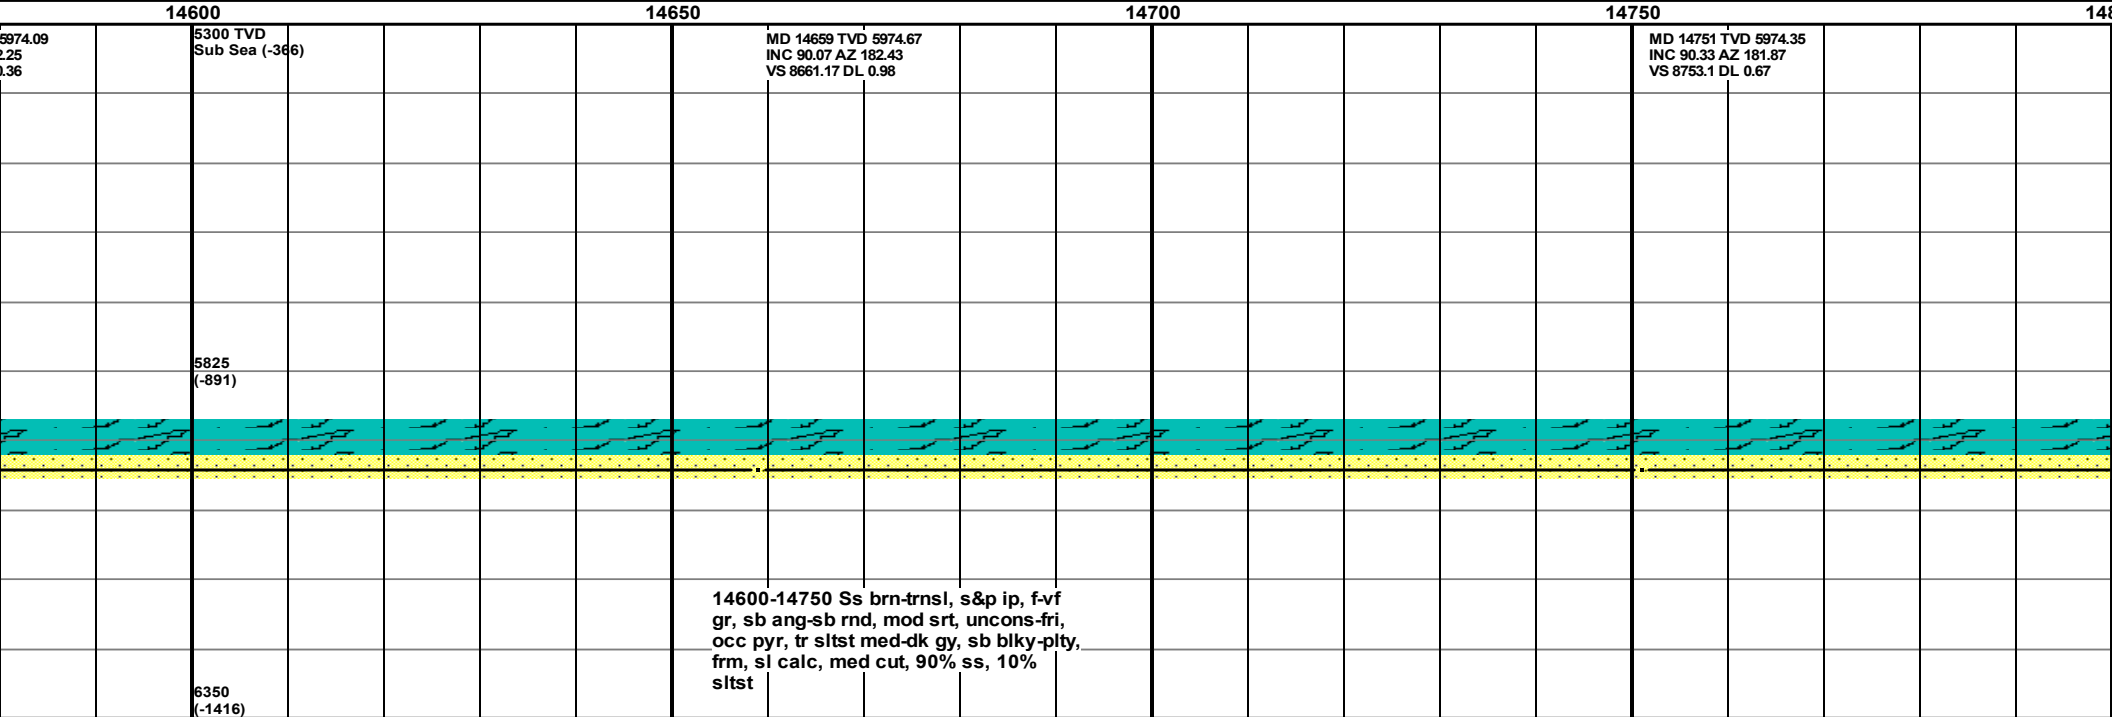 14600 14650 14700 14750 148
5974.09
2.25
0.36
5300 TVD
Sub Sea (-366)
MD 14659 TVD 5974.67
INC 90.07 AZ 182.43
VS 8661.17 DL 0.98
MD 14751 TVD 5974.35
INC 90.33 AZ 181.87
VS 8753.1 DL 0.67
5825
(-891)
14600-14750 Ss brn-trnsl, s&p ip, f-vf
gr, sb ang-sb rnd, mod srt, uncons-fri,
occ pyr, tr sltst med-dk gy, sb blky-plty,
frm, sl calc, med cut, 90% ss, 10%
sltst
6350
(-1416)